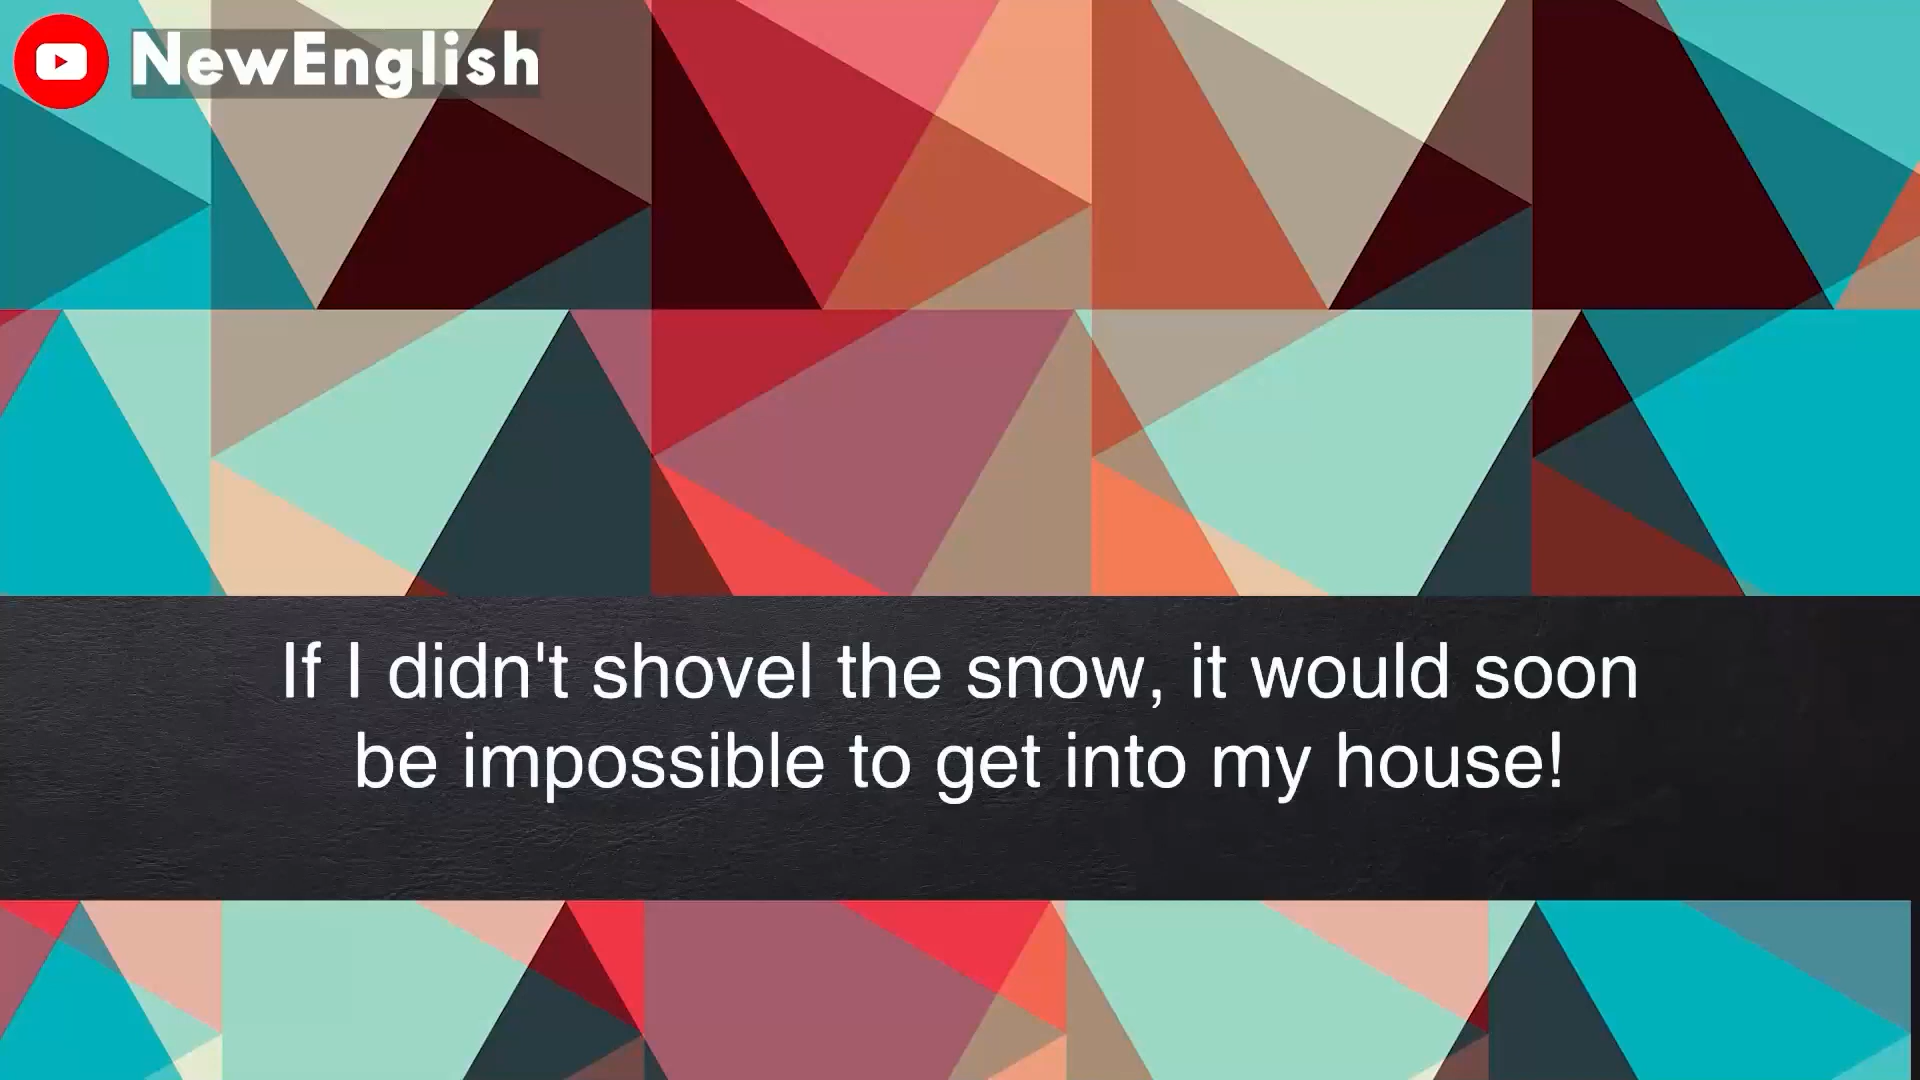 NewEnglish
If I didn't shovel the snow, it would soon
be impossible to get into my house!